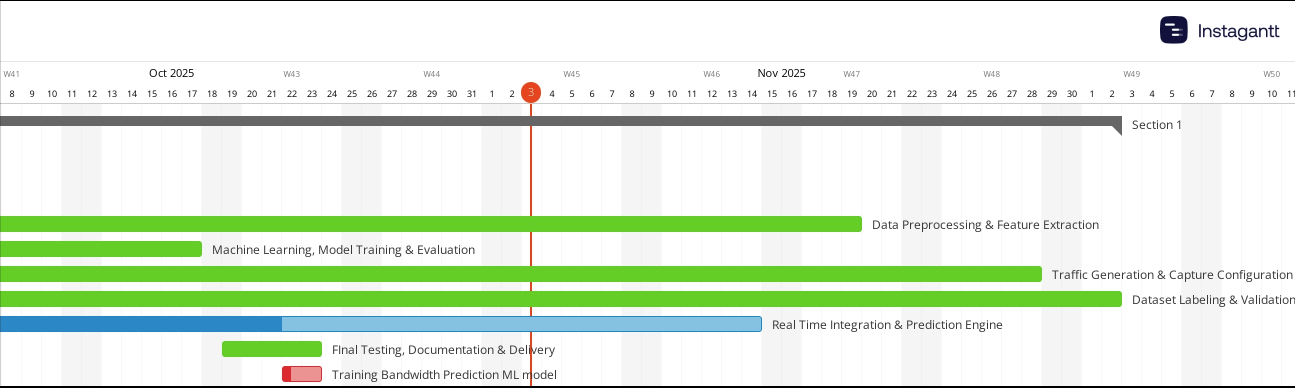 Instagantt
W41 Oct 2025 W43 W44 W45 W46 Nov 2025 W47 W48 W49 W50
8 9 10 11 12 13 14 15 16 17 18 19 20 21 22 23 24 25 26 27 28 29 30 31 1 2 3 4 5 6 7 8 9 10 11 12 13 14 15 16 17 18 19 20 21 22 23 24 25 26 27 28 29 30 1 2 3 4 5 6 7 8 9 10 11
Section 1
Data Preprocessing & Feature Extraction
Machine Learning, Model Training & Evaluation
Traffic Generation & Capture Configuration
Dataset Labeling & Validation
Real Time Integration & Prediction Engine
FInal Testing, Documentation & Delivery
Training Bandwidth Prediction ML model